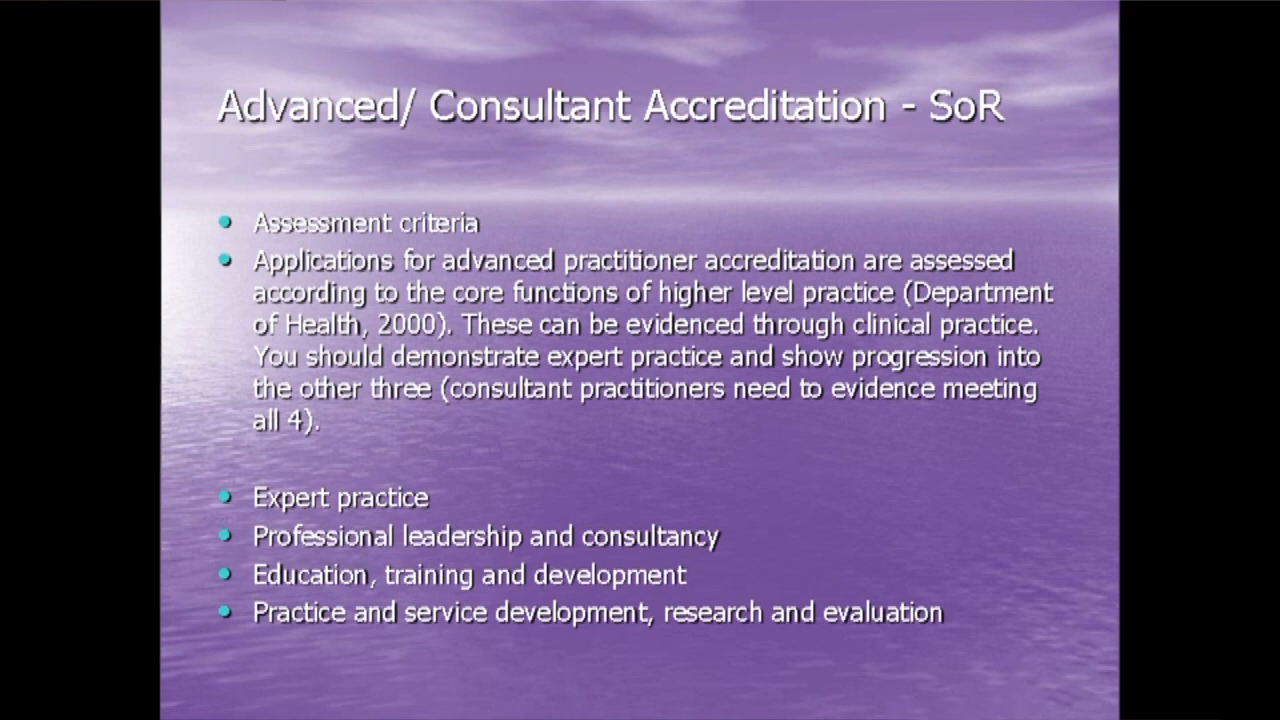 Advanced/ Consultant Accreditation - SoR
Assessment criteria
Applications for advanced practitioner accreditation are assessed
according to the core functions of higher level practice (Department
of Health, 2000). These can be evidenced through clinical practice.
You should demonstrate expert practice and show progression into
the other three (consultant practitioners need to evidence meeting
all 4).
Expert practice
Professional leadership and consultancy
Education, training and development
Practice and service development, research and evaluation